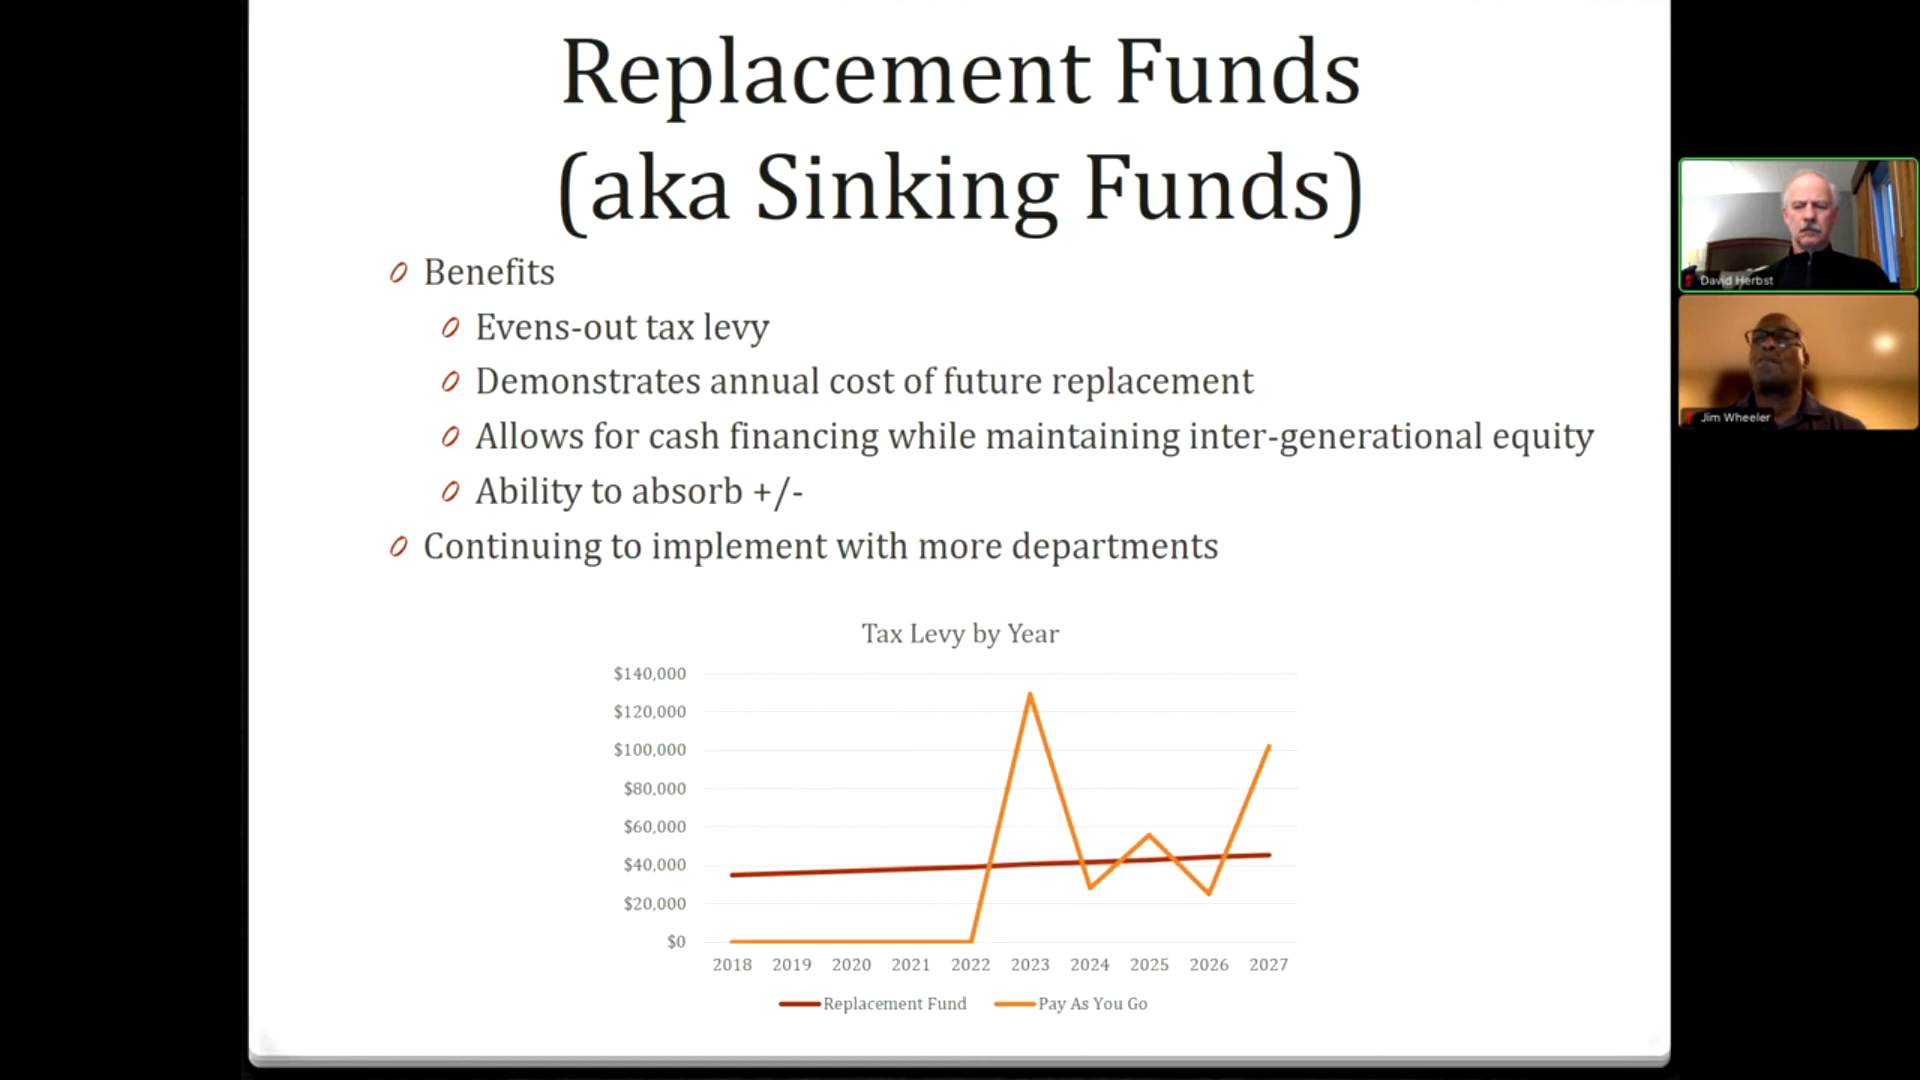 Replacement Funds
(aka Sinking Funds)
Benefits
Evens-out tax levy
Demonstrates annual cost of future replacement
Allows for cash financing while maintaining inter-generational equity
Ability to absorb +/-
Continuing to implement with more departments
Tax Levy by Year
$140,000
$120,000
$100,000
$80,000
$60,000
$40,000
$20,000
$0
2018 2019 2020 2021 2022 2023 2024 2025 2026 2027
Replacement Fund Pay As You Go
David Herbst
Jim Wheeler